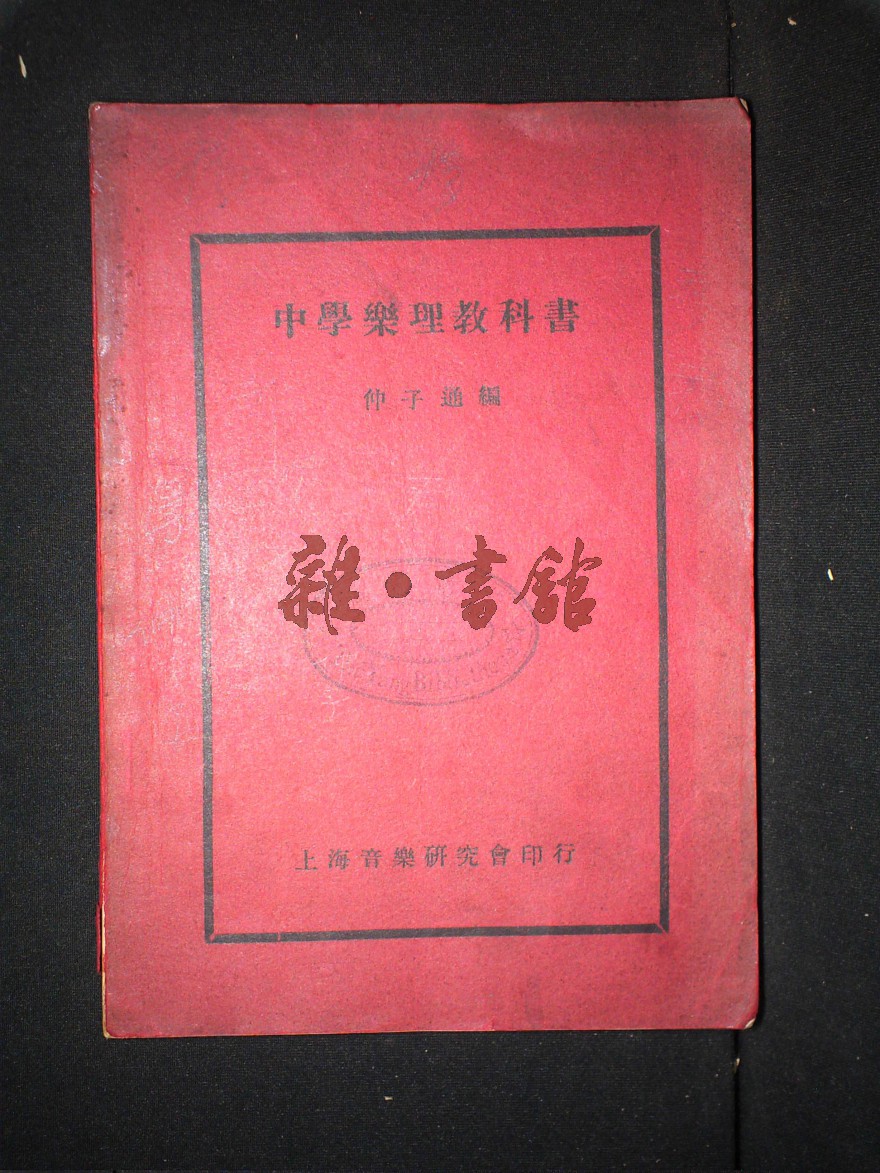 中學樂理教科書
仲子通編
雜·書館
上海音樂研究會印行